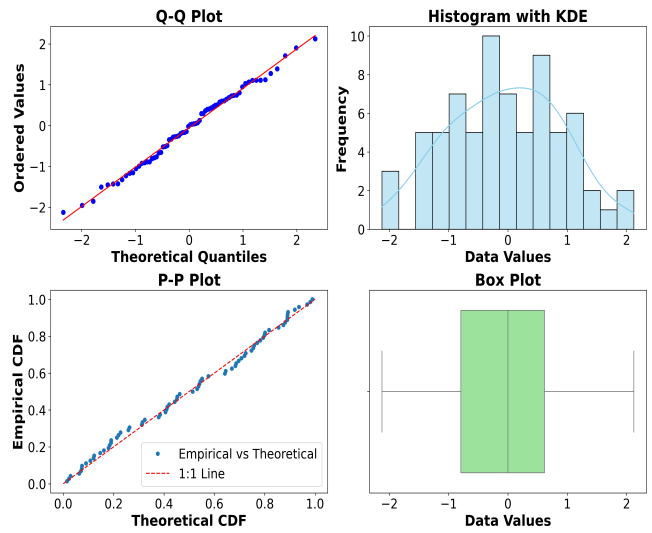 Q-Q Plot
Ordered Values
2
1
0
−1
−2
−2 −1 0 1 2
Theoretical Quantiles
Histogram with KDE
Frequency
10
8
6
4
2
0
−2 −1 0 1 2
Data Values
P-P Plot
Empirical CDF
1.0
0.8
0.6
0.4
0.2
0.0
Empirical vs Theoretical
1:1 Line
0.0 0.2 0.4 0.6 0.8 1.0
Theoretical CDF
Box Plot
−2 −1 0 1 2
Data Values